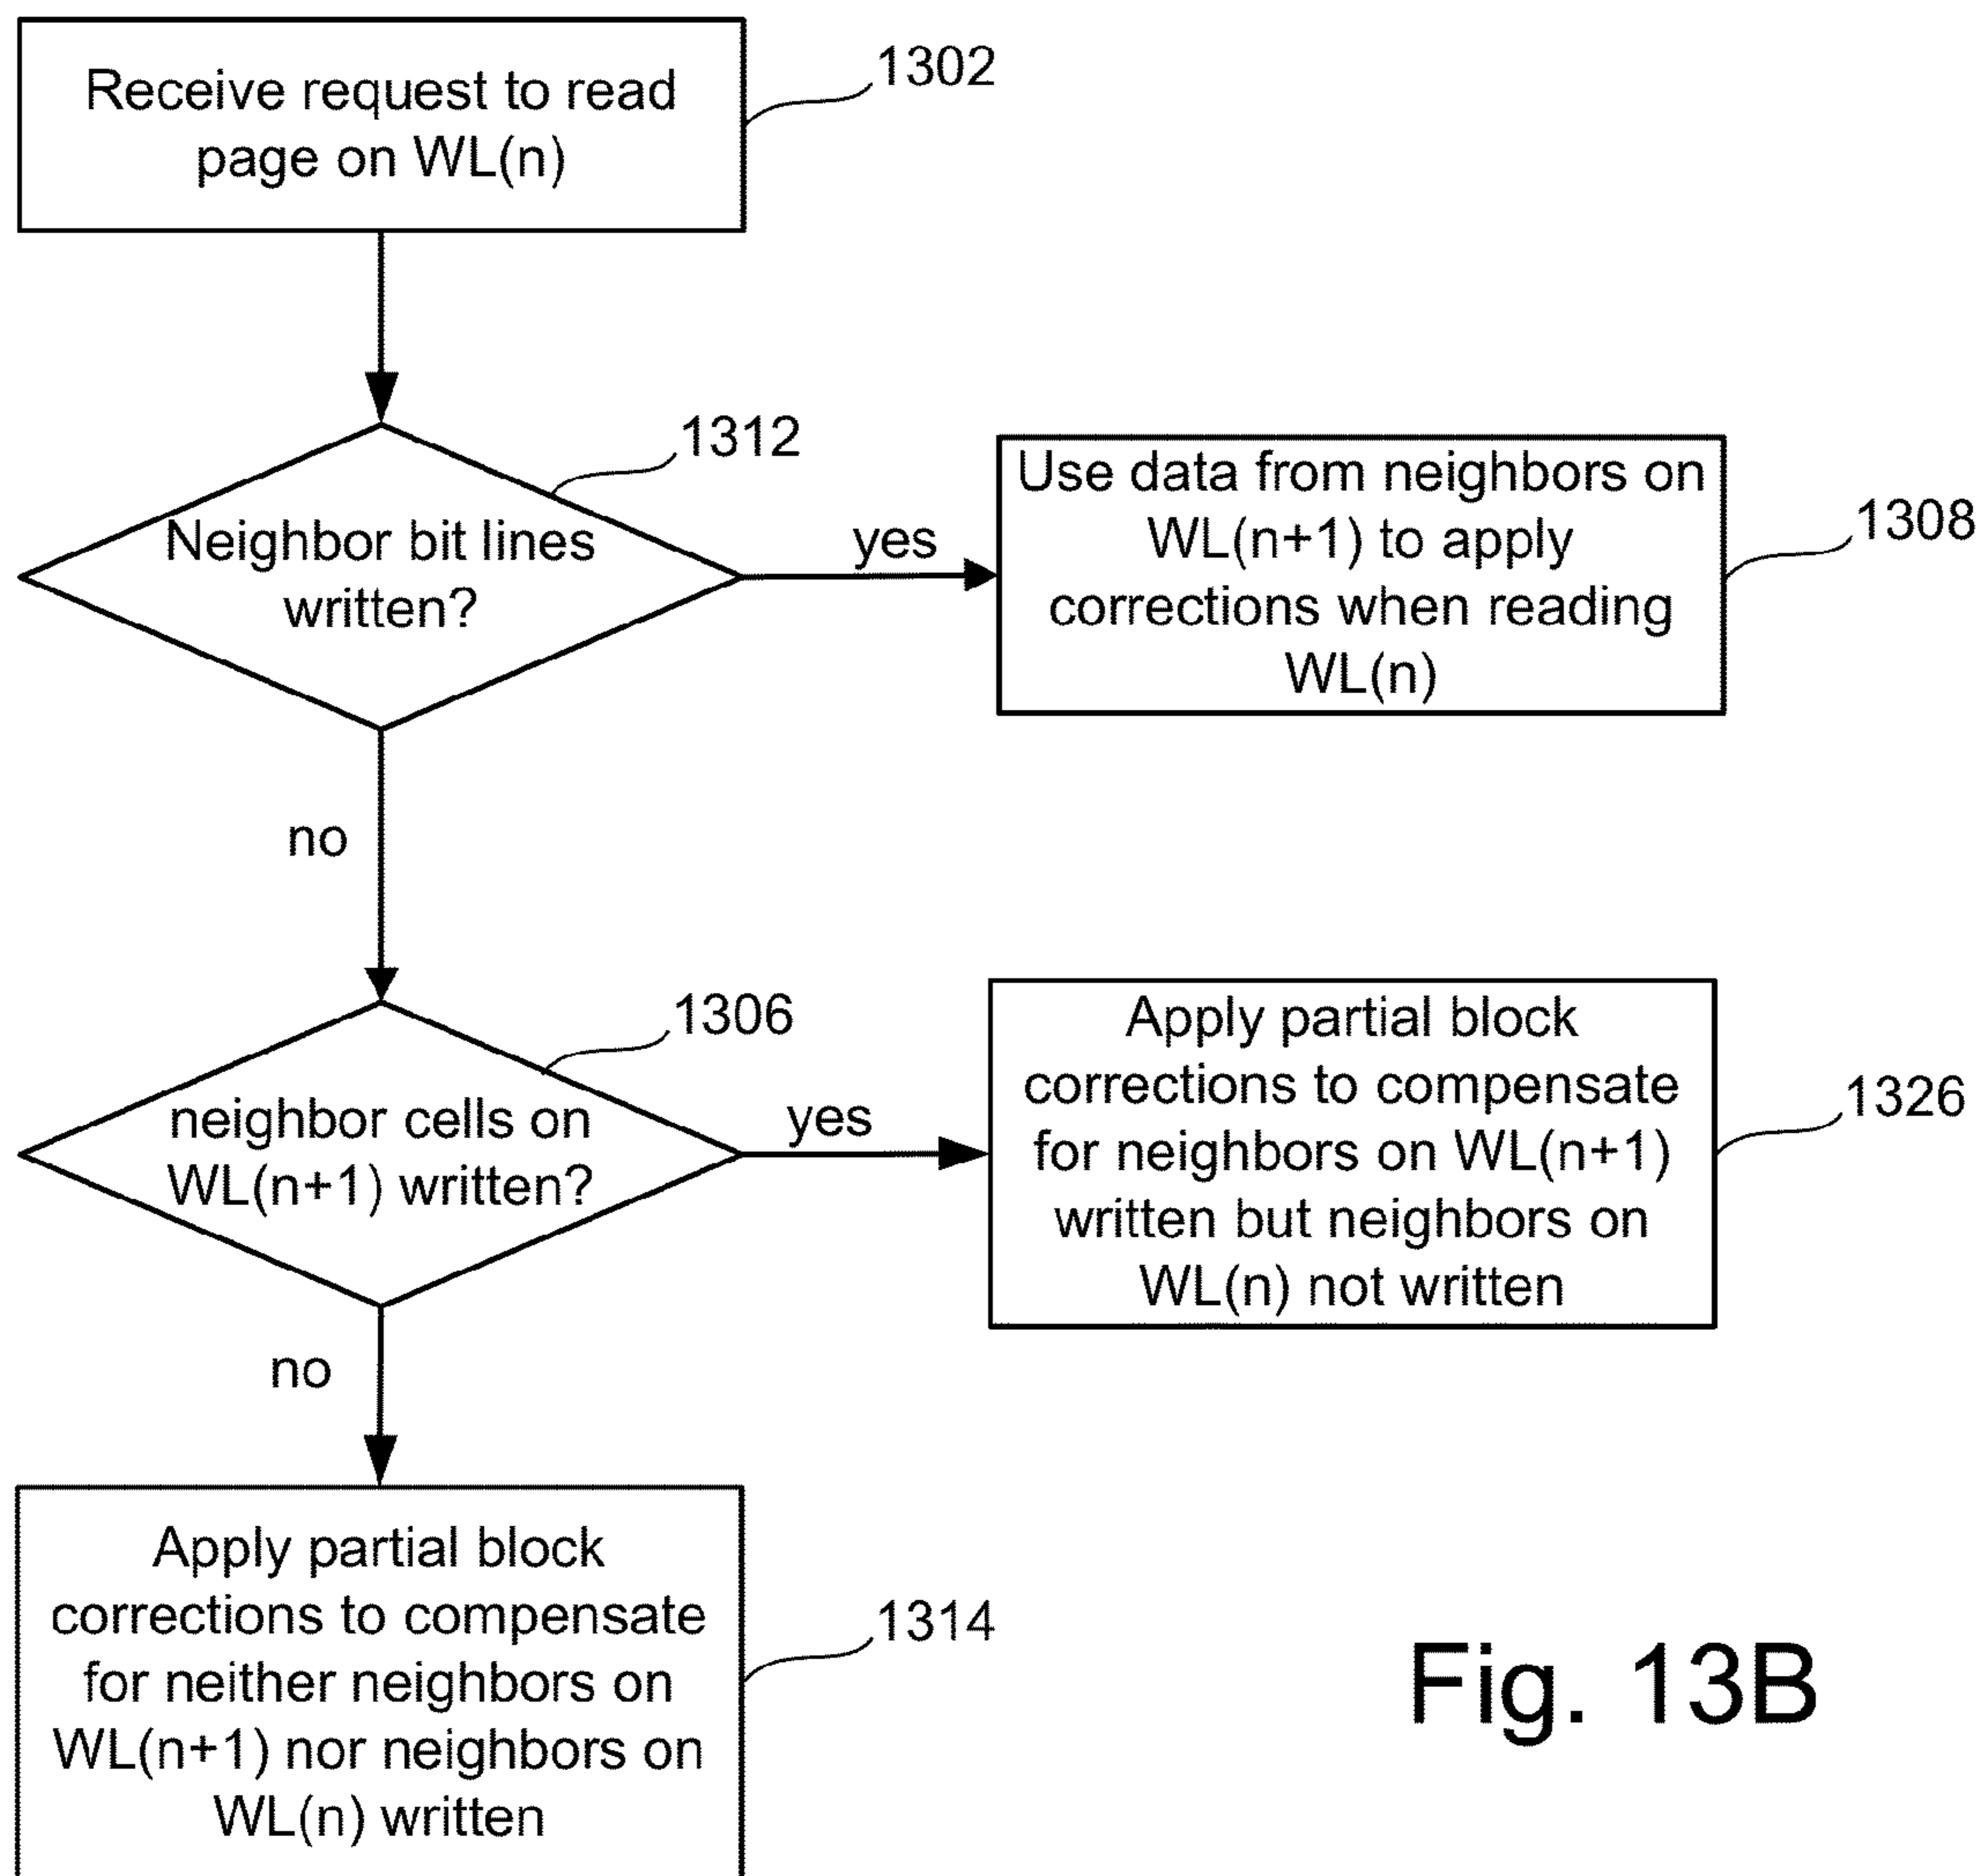 Receive request to read
page on WL(n)
1302
Neighbor bit lines
written?
1312
yes
Use data from neighbors on
WL(n+1) to apply
corrections when reading
WL(n)
1308
no
neighbor cells on
WL(n+1) written?
1306
yes
Apply partial block
corrections to compensate
for neighbors on WL(n+1)
written but neighbors on
WL(n) not written
1326
no
Apply partial block
corrections to compensate
for neither neighbors on
WL(n+1) nor neighbors on
WL(n) written
1314
Fig. 13B